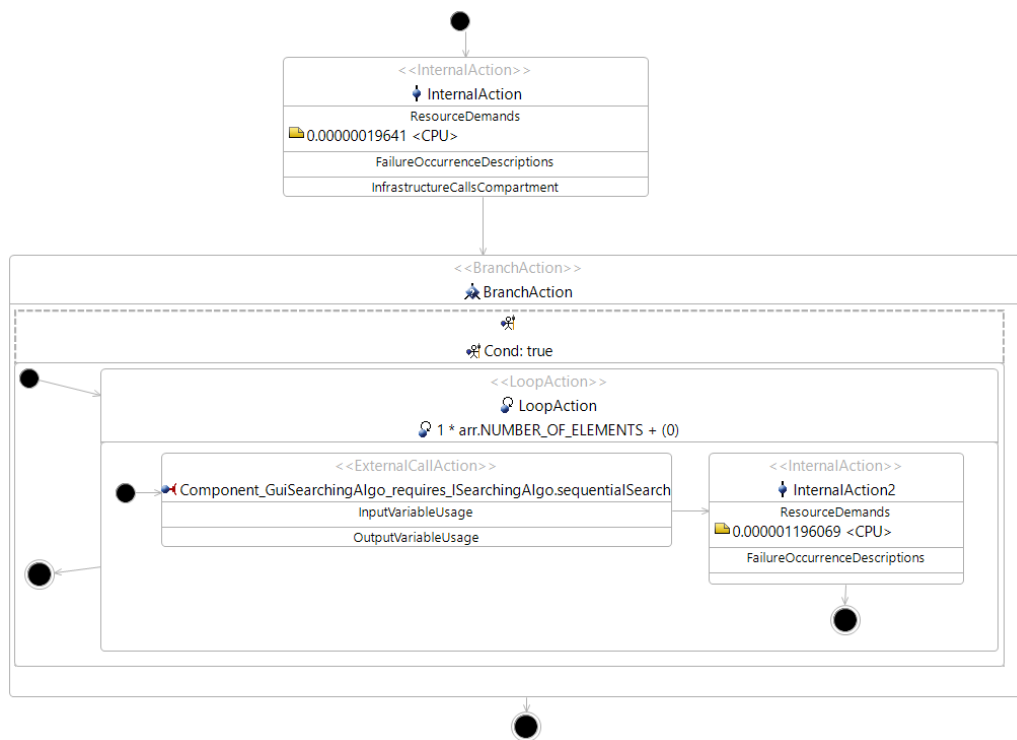 <<InternalAction>>
InternalAction
ResourceDemands
0.00000019641 <CPU>
FailureOccurrenceDescriptions
InfrastructureCallsCompartment
<<BranchAction>>
BranchAction
Cond: true
<<LoopAction>>
LoopAction
1 * arr.NUMBER_OF_ELEMENTS + (0)
<<ExternalCallAction>>
Component_GuiSearchingAlgo_requires_ISearchingAlgo.sequentialSearch
InputVariableUsage
OutputVariableUsage
<<InternalAction>>
InternalAction2
ResourceDemands
0.000001196069 <CPU>
FailureOccurrenceDescriptions